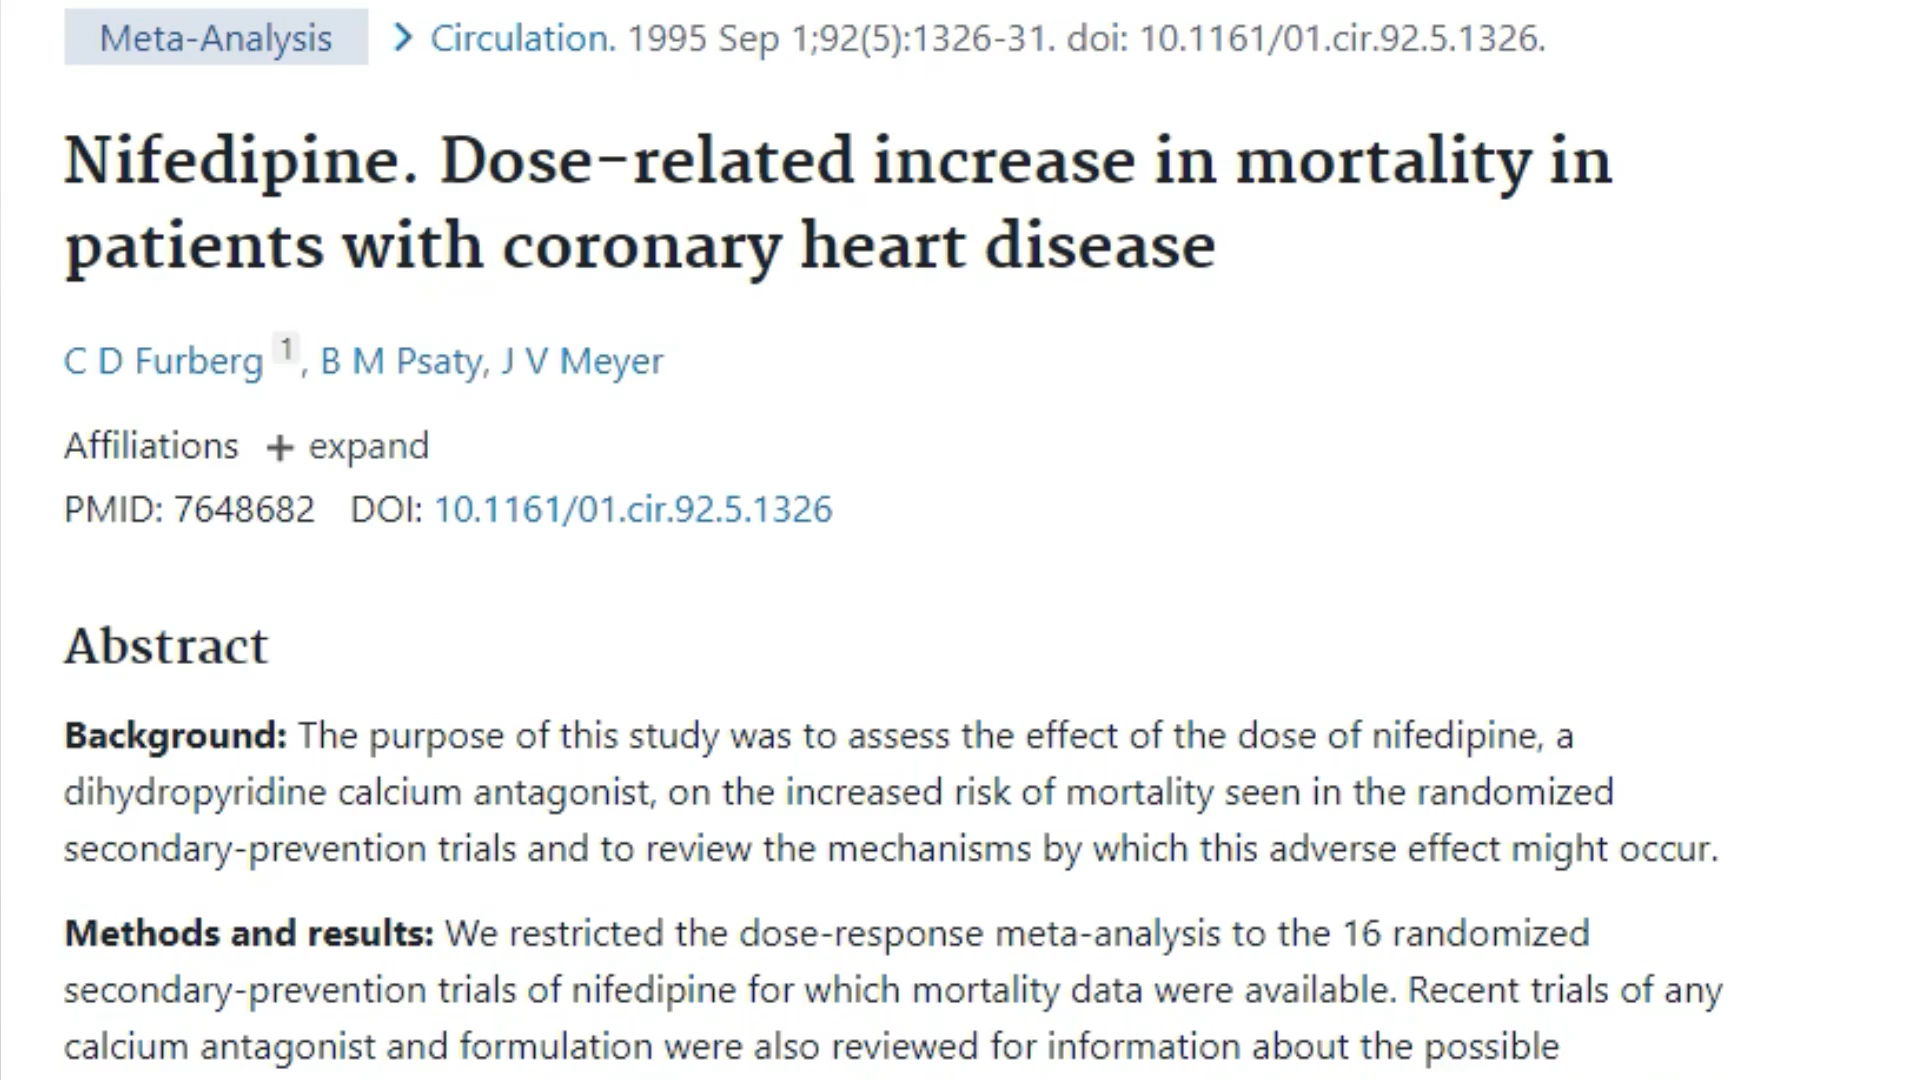 Meta-Analysis > Circulation. 1995 Sep 1;92(5):1326-31. doi: 10.1161/01.cir.92.5.1326.
Nifedipine. Dose-related increase in mortality in
patients with coronary heart disease
C D Furberg 1, B M Psaty, J V Meyer
Affiliations + expand
PMID: 7648682 DOI: 10.1161/01.cir.92.5.1326
Abstract
Background: The purpose of this study was to assess the effect of the dose of nifedipine, a
dihydropyridine calcium antagonist, on the increased risk of mortality seen in the randomized
secondary-prevention trials and to review the mechanisms by which this adverse effect might occur.
Methods and results: We restricted the dose-response meta-analysis to the 16 randomized
secondary-prevention trials of nifedipine for which mortality data were available. Recent trials of any
calcium antagonist and formulation were also reviewed for information about the possible